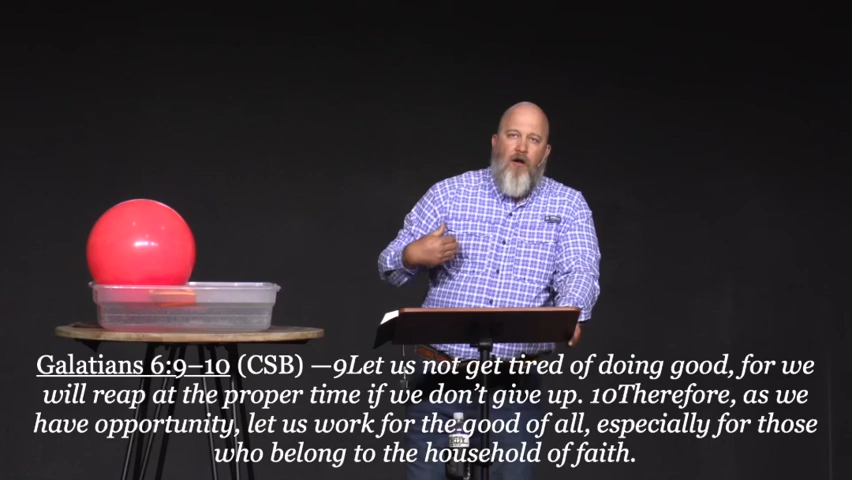 Galatians 6:9–10 (CSB) —9Let us not get tired of doing good, for we
will reap at the proper time if we don’t give up. 10Therefore, as we
have opportunity, let us work for the good of all, especially for those
who belong to the household of faith.